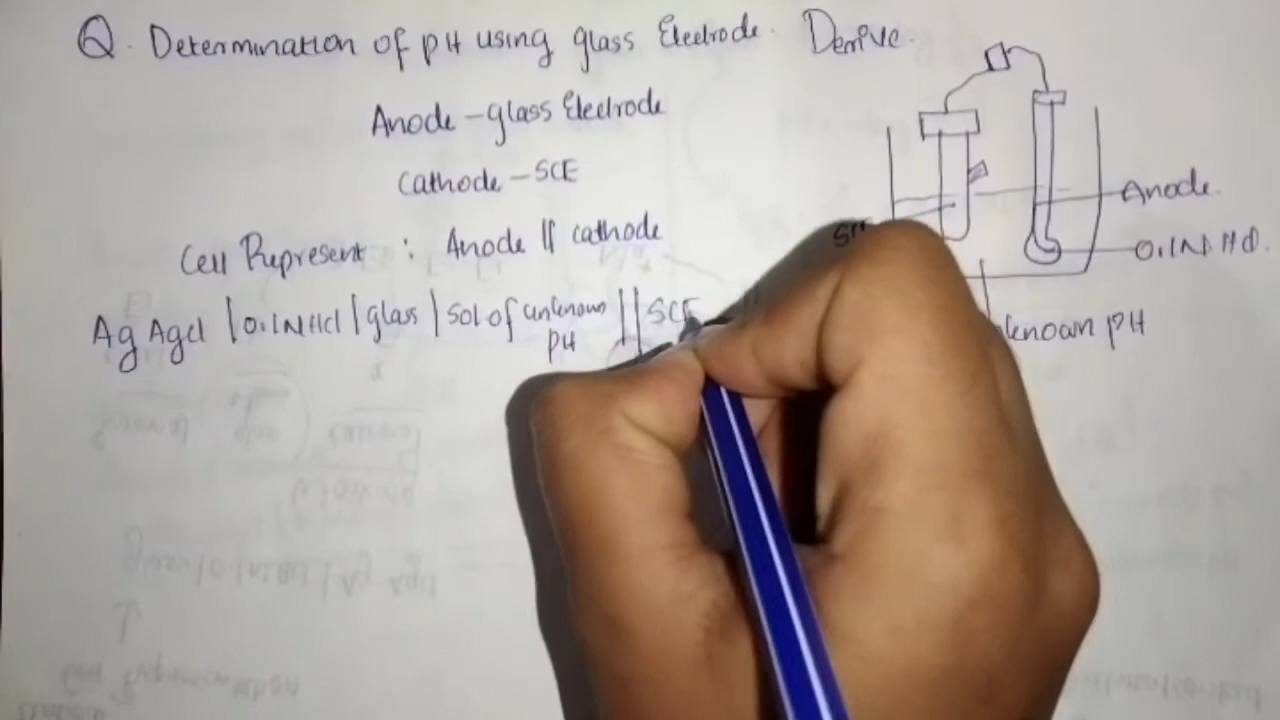 Q. Determination of pH using glass Electrode. Derive.
Anode - glass Electrode
Cathode - SCE
Cell Represent : Anode || cathode
Ag Agcl | 0.1N Hcl | glass | Sol of unknown pH || SCE
Anode.
0.1N Hcl.
pH